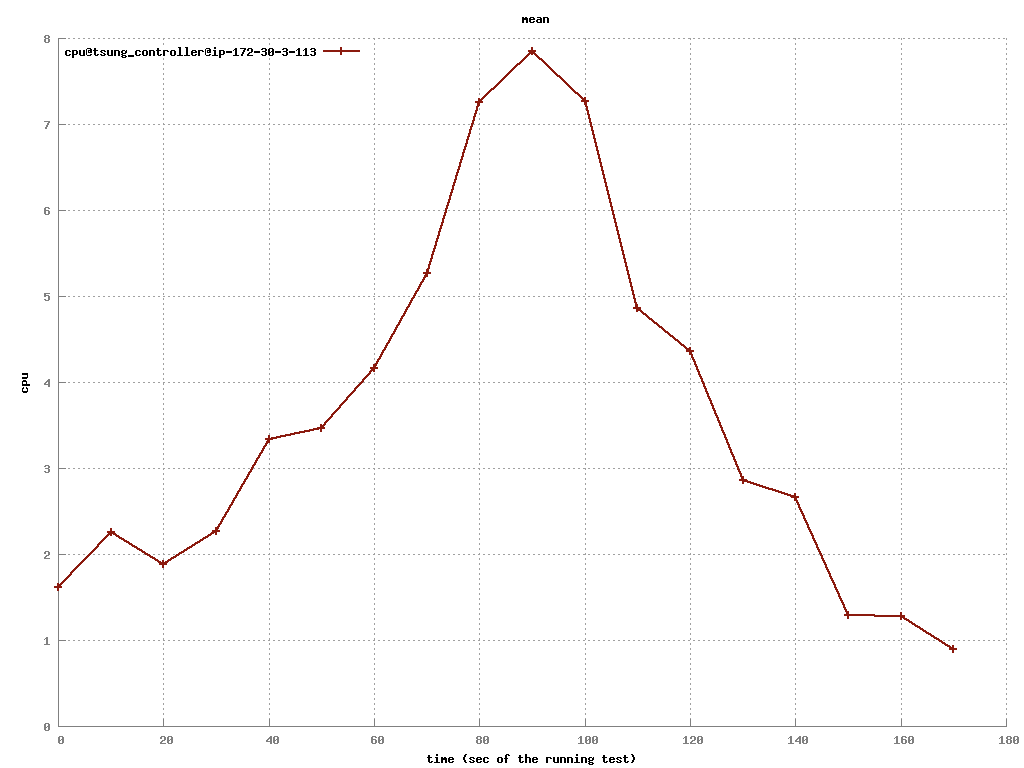 mean
cpu@tsung_controller@ip-172-30-3-113
8
7
6
5
4
3
2
1
0
cpu
0 20 40 60 80 100 120 140 160 180
time (sec of the running test)